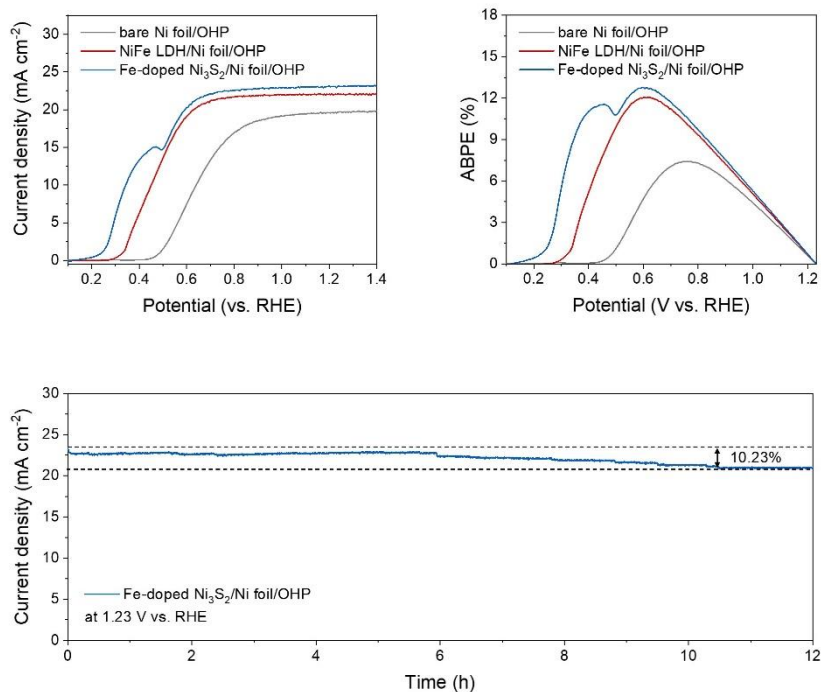 30
25
20
15
10
5
0
Current density (mA cm⁻²)
bare Ni foil/OHP
NiFe LDH/Ni foil/OHP
Fe-doped Ni₃S₂/Ni foil/OHP
0.2 0.4 0.6 0.8 1.0 1.2 1.4
Potential (vs. RHE)
18
15
12
9
6
3
0
ABPE (%)
bare Ni foil/OHP
NiFe LDH/Ni foil/OHP
Fe-doped Ni₃S₂/Ni foil/OHP
0.2 0.4 0.6 0.8 1.0 1.2
Potential (V vs. RHE)
30
25
20
15
10
5
0
Current density (mA cm⁻²)
10.23%
Fe-doped Ni₃S₂/Ni foil/OHP
at 1.23 V vs. RHE
0 2 4 6 8 10 12
Time (h)